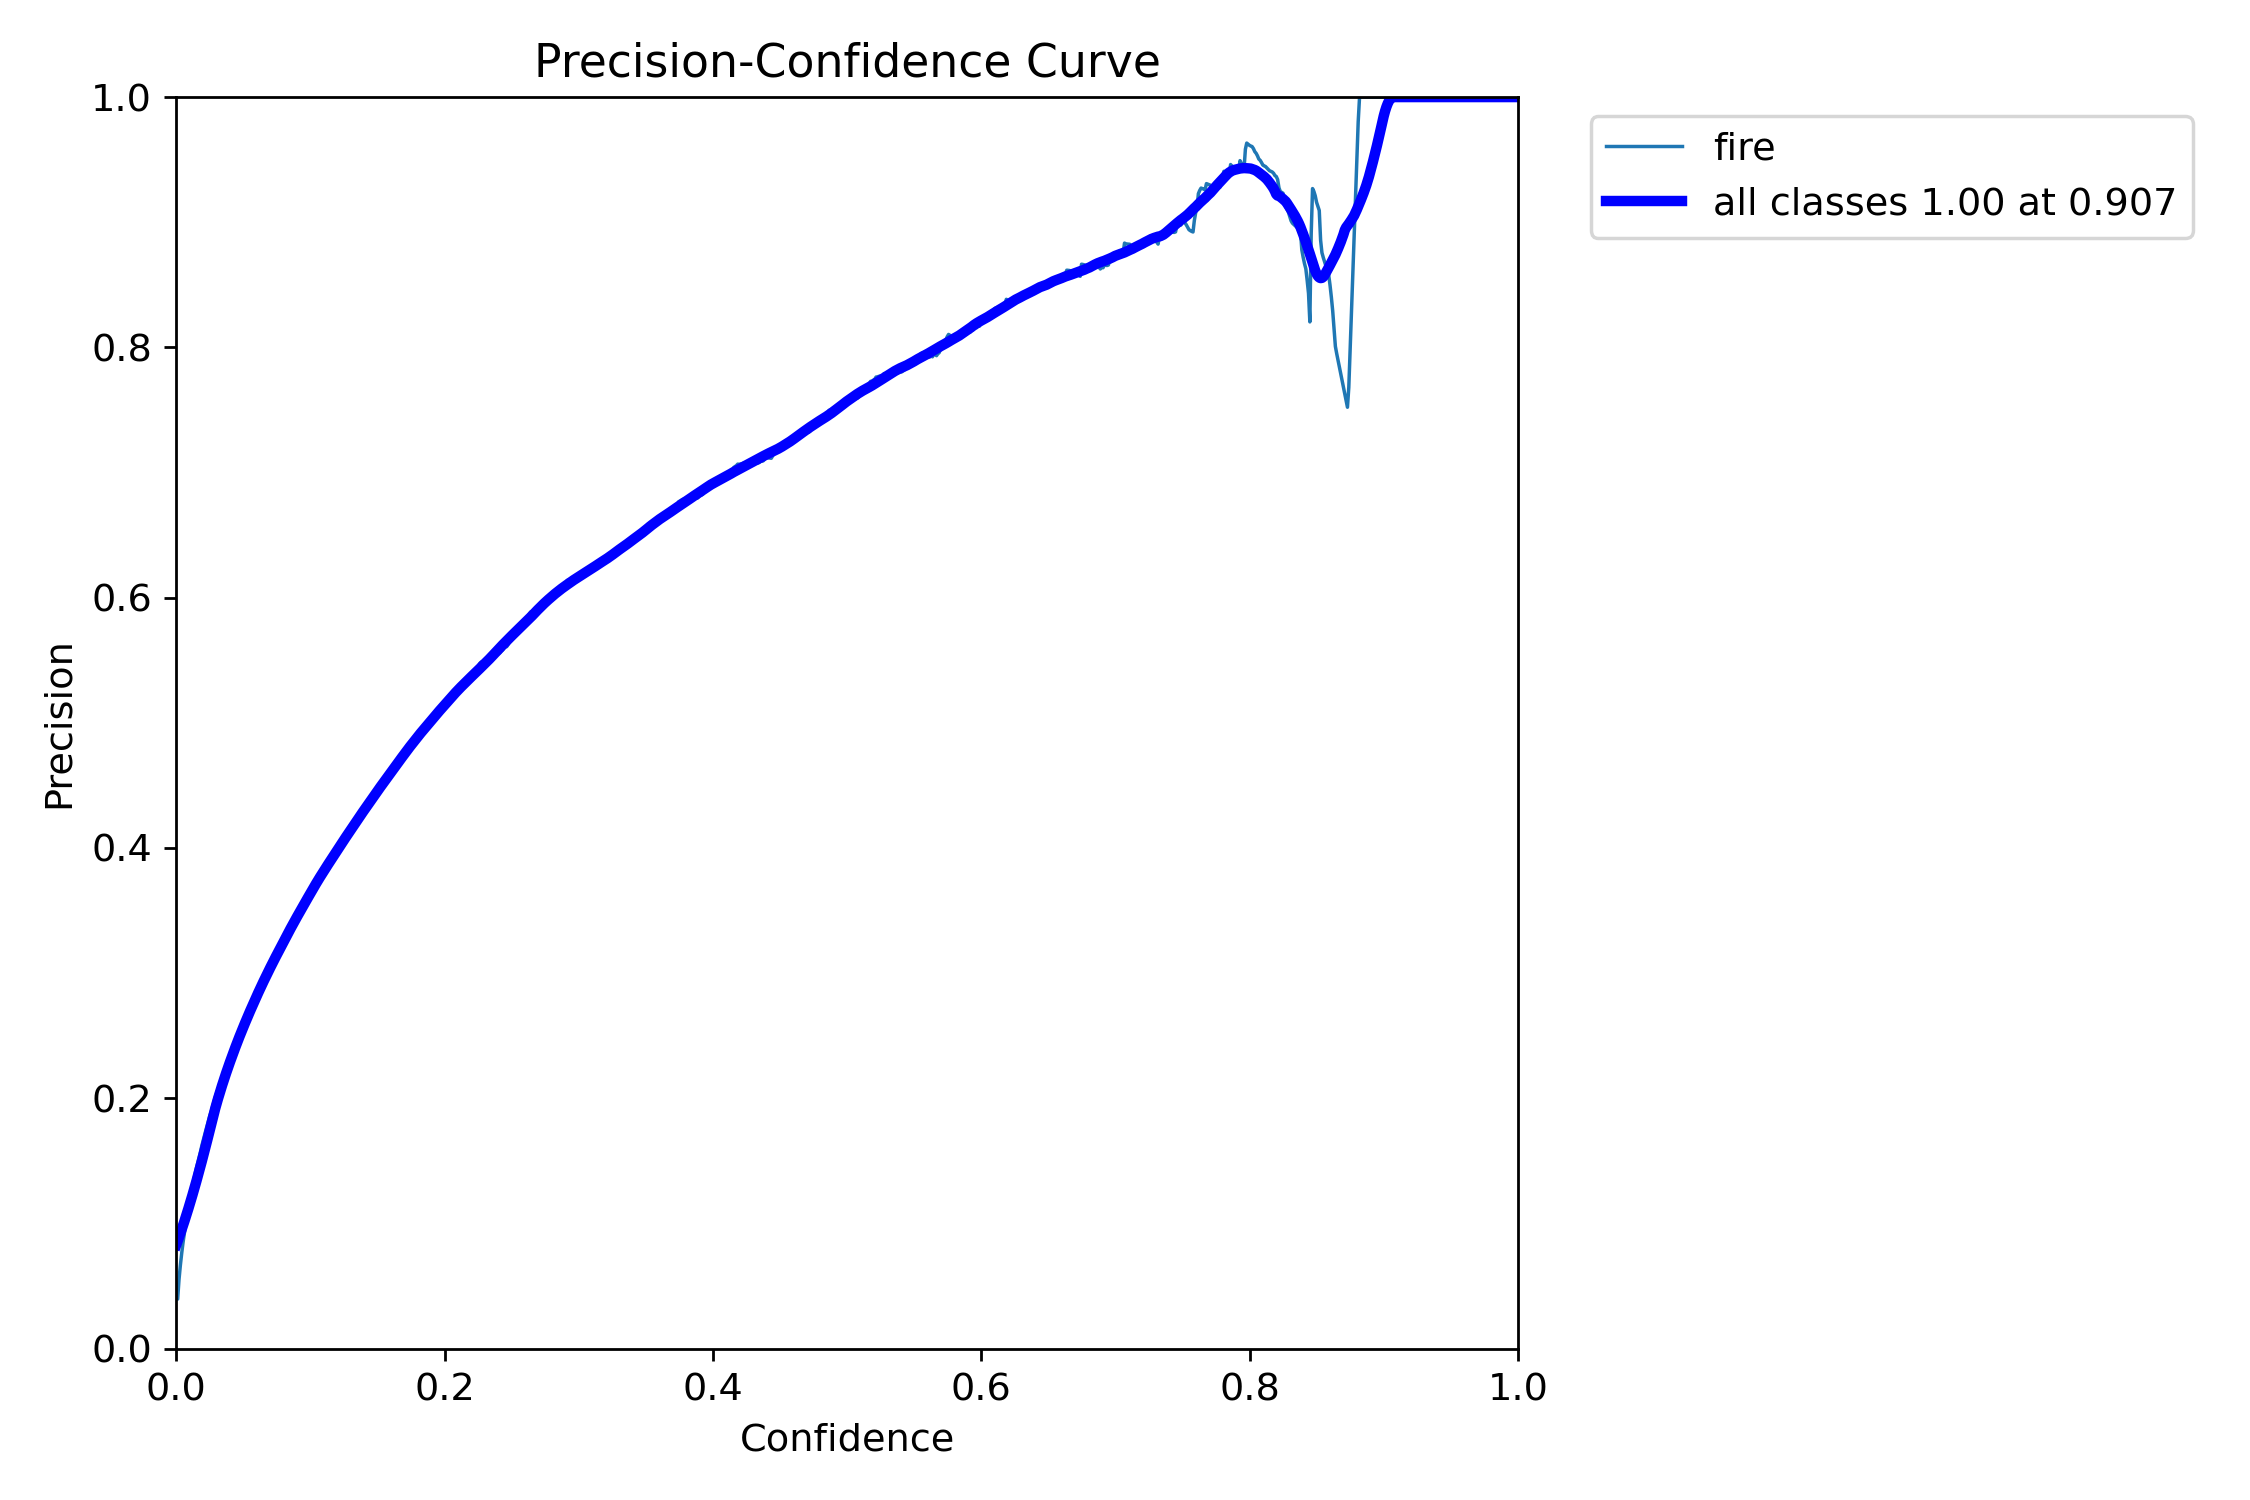 Precision-Confidence Curve
1.0
0.8
0.6
0.4
0.2
0.0
Precision
0.0 0.2 0.4 0.6 0.8 1.0
Confidence
fire
all classes 1.00 at 0.907